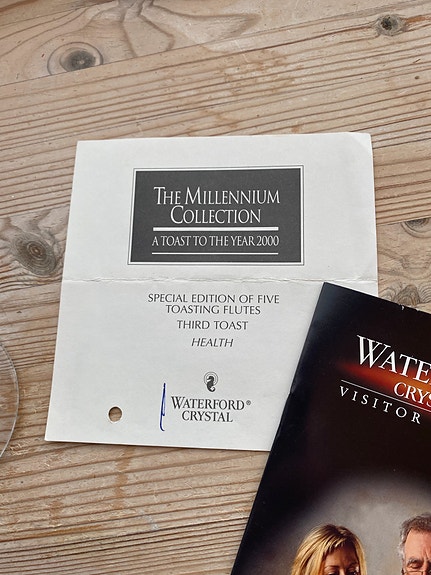 THE MILLENNIUM
COLLECTION
A TOAST TO THE YEAR 2000
SPECIAL EDITION OF FIVE
TOASTING FLUTES
THIRD TOAST
HEALTH
WATERFORD®
CRYSTAL
WATE
CRYS
VISITOR